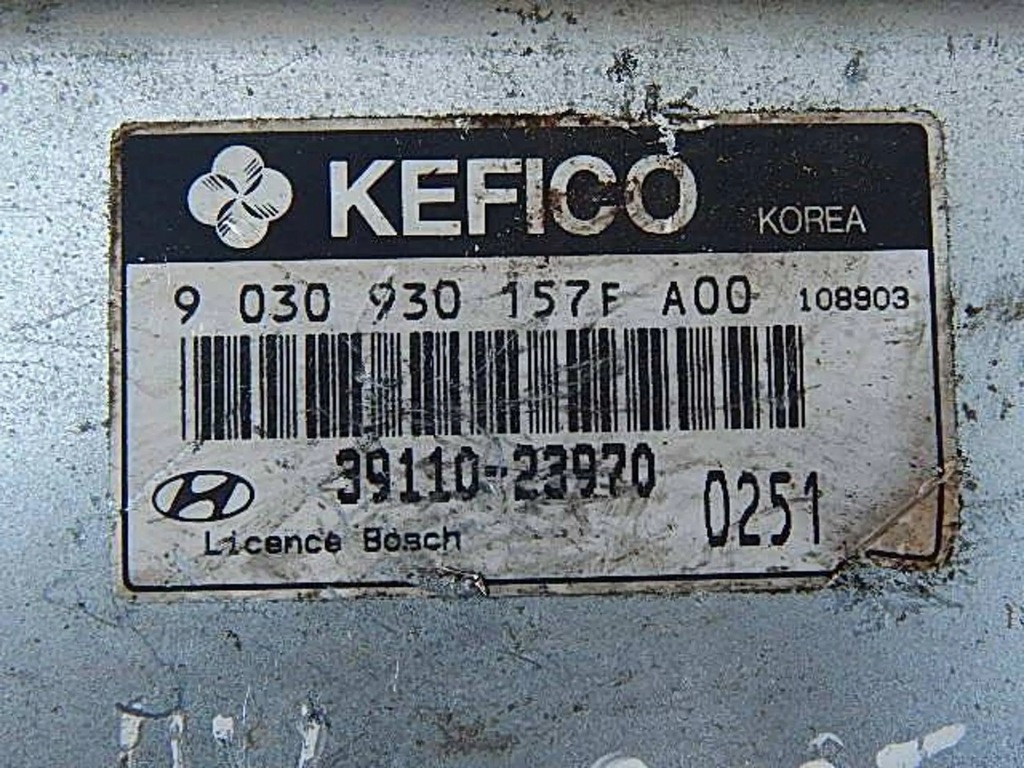 KEFICO KOREA
9 030 930 157F A00 108903
39110-23970
0251
Licence Bosch